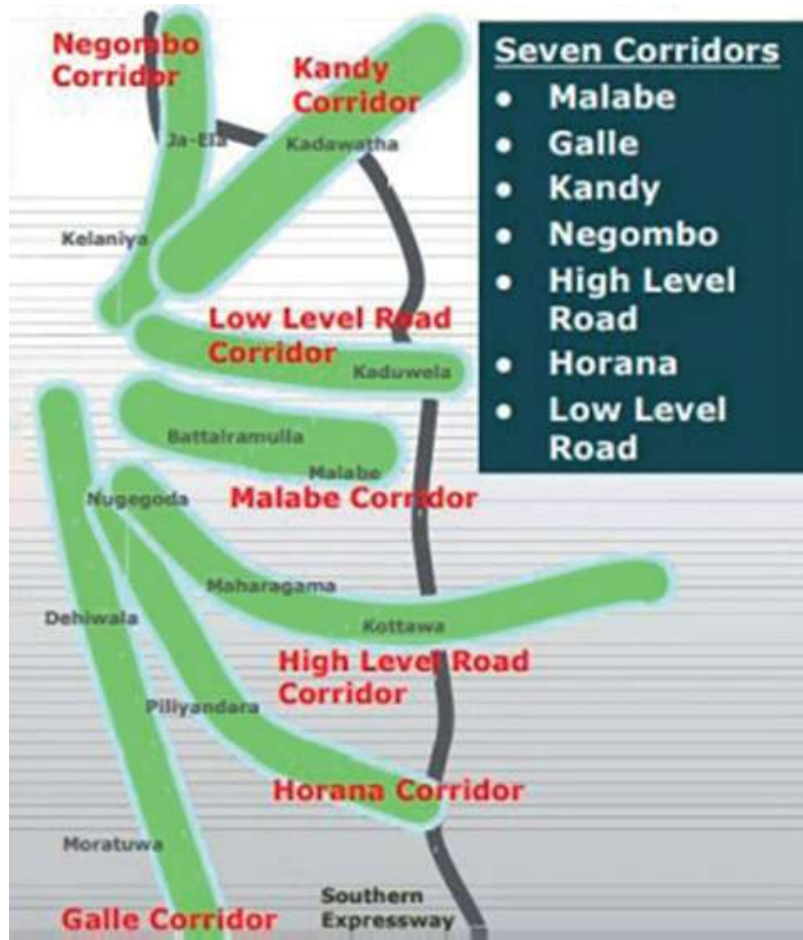 Negombo
Corridor
Kandy
Corridor
Ja-Ela
Kadawatha
Kelaniya
Low Level Road
Corridor
Kaduwela
Battalramulla
Malabe
Malabe Corridor
Nugegoda
Maharagama
Dehiwala
Kottawa
High Level Road
Corridor
Piliyandara
Horana Corridor
Moratuwa
Southern
Expressway
Galle Corridor
Seven Corridors
• Malabe
• Galle
• Kandy
• Negombo
• High Level
Road
• Horana
• Low Level
Road